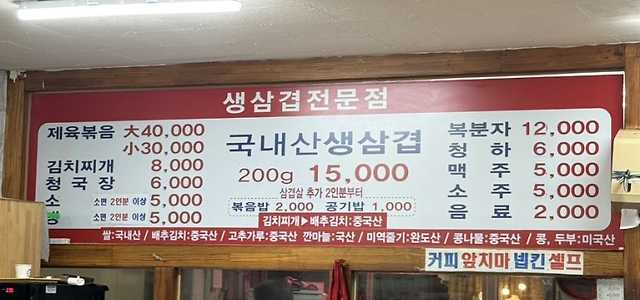 생삼겹전문점
제육볶음 大40,000
小30,000
김치찌개 8,000
청국장 6,000
소 소면 2인분 이상 5,000
소면 2인분 이상 5,000
국내산생삼겹
200g 15,000
삼겹살 추가 2인분부터
볶음밥 2,000 공기밥 1,000
김치찌개▶배추김치:중국산
복분자 12,000
청하 6,000
맥주 5,000
소주 5,000
음료 2,000
쌀:국내산 / 배추김치:중국산 / 고추가루:중국산 깐마늘:국산 / 미역줄기:완도산 / 콩나물:중국산 / 콩, 두부:미국산
커피 앞치마 넵킨 셀프